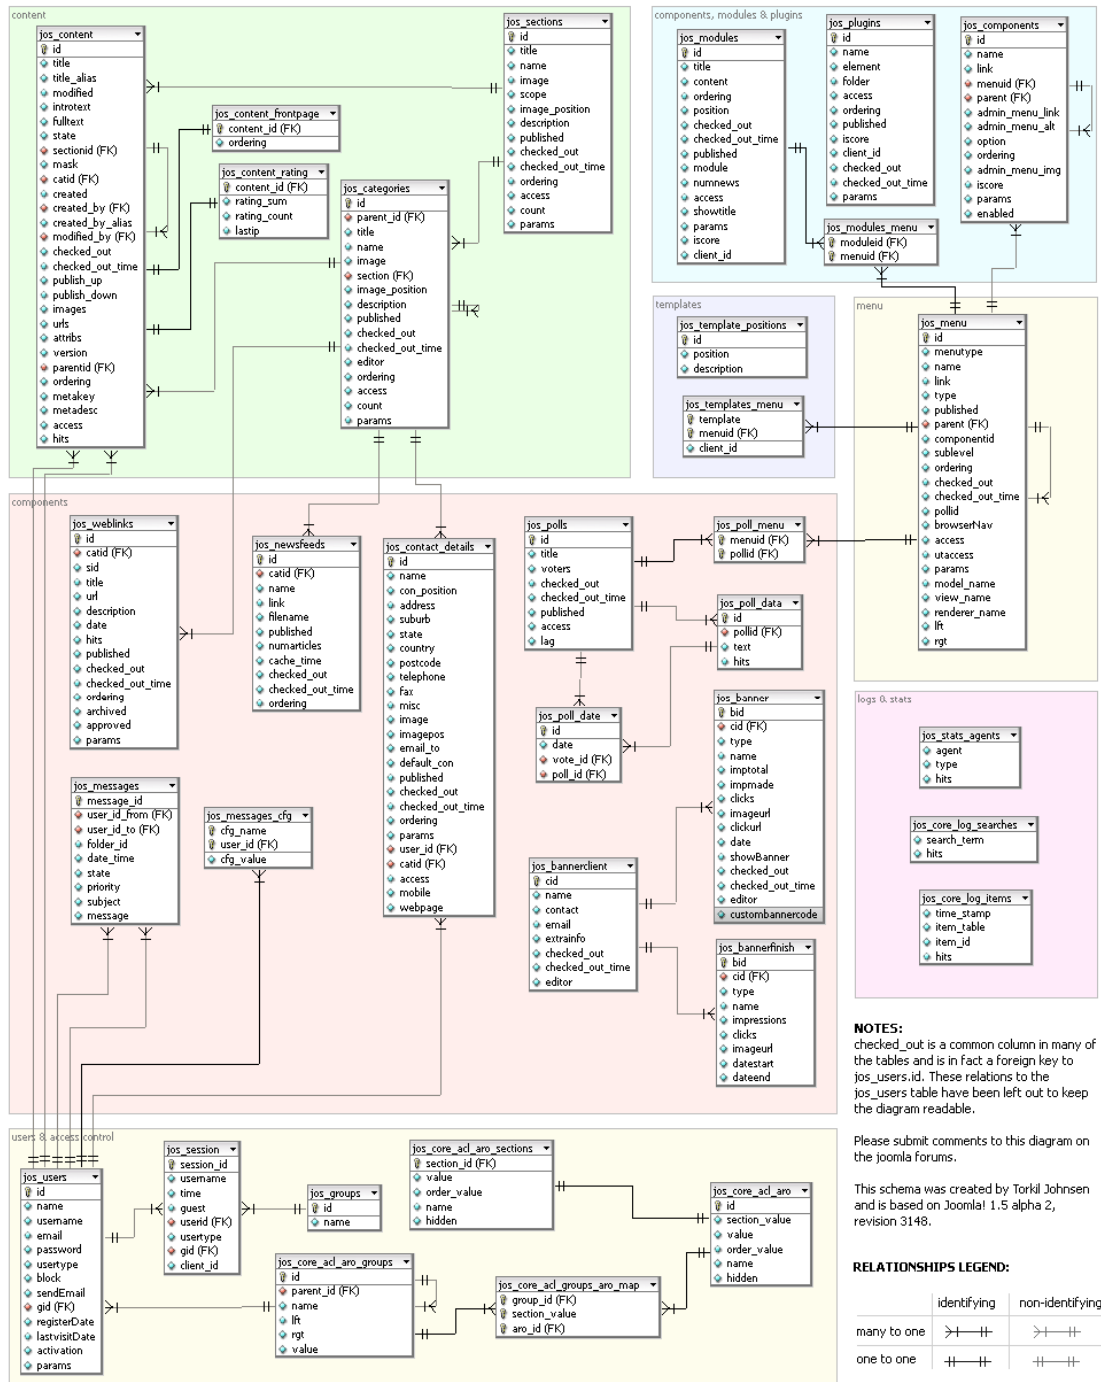 content
jos_content
id
title
title_alias
modified
introtext
fulltext
state
sectionid (FK)
mask
catid (FK)
created
created_by (FK)
created_by_alias
modified_by (FK)
checked_out
checked_out_time
publish_up
publish_down
images
urls
attribs
version
parentid (FK)
ordering
metakey
metadesc
access
hits
jos_content_frontpage
content_id (FK)
ordering
jos_content_rating
content_id (FK)
rating_sum
rating_count
lastip
jos_categories
id
parent_id (FK)
title
name
image
section (FK)
image_position
description
published
checked_out
checked_out_time
editor
ordering
access
count
params
jos_sections
id
title
name
image
scope
image_position
description
published
checked_out
checked_out_time
ordering
access
count
params
components, modules & plugins
jos_modules
id
title
content
ordering
position
checked_out
checked_out_time
published
module
numnews
access
showtitle
params
iscore
client_id
jos_plugins
id
name
element
folder
access
ordering
published
iscore
client_id
checked_out
checked_out_time
params
jos_modules_menu
moduleid (FK)
menuid (FK)
jos_components
id
name
link
menuid (FK)
parent (FK)
admin_menu_link
admin_menu_alt
option
ordering
admin_menu_img
iscore
params
enabled
templates
jos_template_positions
id
position
description
jos_templates_menu
template
menuid (FK)
client_id
menu
jos_menu
id
menutype
name
link
type
published
parent (FK)
componentid
sublevel
ordering
checked_out
checked_out_time
pollid
browserNav
access
utaccess
params
model_name
view_name
renderer_name
lft
rgt
components
jos_weblinks
id
catid (FK)
sid
title
url
description
date
hits
published
checked_out
checked_out_time
ordering
archived
approved
params
jos_newsfeeds
id
catid (FK)
name
link
filename
published
numarticles
cache_time
checked_out
checked_out_time
ordering
jos_contact_details
id
name
con_position
address
suburb
state
country
postcode
telephone
fax
misc
image
imagepos
email_to
default_con
published
checked_out
checked_out_time
ordering
params
user_id (FK)
catid (FK)
access
mobile
webpage
jos_polls
id
title
voters
checked_out
checked_out_time
published
access
lag
jos_poll_menu
menuid (FK)
pollid (FK)
jos_poll_data
id
pollid (FK)
text
hits
jos_poll_date
id
date
vote_id (FK)
poll_id (FK)
jos_banner
bid
cid (FK)
type
name
imptotal
impmade
clicks
imageurl
clickurl
date
showBanner
checked_out
checked_out_time
editor
custombannercode
jos_messages
message_id
user_id_from (FK)
user_id_to (FK)
folder_id
date_time
state
priority
subject
message
jos_messages_cfg
cfg_name
user_id (FK)
cfg_value
jos_bannerclient
cid
name
contact
email
extrainfo
checked_out
checked_out_time
editor
jos_bannerfinish
bid
cid (FK)
type
name
impressions
clicks
imageurl
datestart
dateend
logs & stats
jos_stats_agents
agent
type
hits
jos_core_log_searches
search_term
hits
jos_core_log_items
time_stamp
item_table
item_id
hits
users & access control
jos_users
id
name
username
email
password
usertype
block
sendEmail
gid (FK)
registerDate
lastvisitDate
activation
params
jos_session
session_id
username
time
guest
userid (FK)
usertype
gid (FK)
client_id
jos_groups
id
name
jos_core_acl_aro_groups
id
parent_id (FK)
name
lft
rgt
value
jos_core_acl_aro_sections
section_id (FK)
value
order_value
name
hidden
jos_core_acl_groups_aro_map
group_id (FK)
section_value
aro_id (FK)
jos_core_acl_aro
id
section_value
value
order_value
name
hidden
NOTES:
checked_out is a common column in many of
the tables and is in fact a foreign key to
jos_users.id. These relations to the
jos_users table have been left out to keep
the diagram readable.
Please submit comments to this diagram on
the joomla forums.
This schema was created by Torkil Johnsen
and is based on Joomla! 1.5 alpha 2,
revision 3148.
RELATIONSHIPS LEGEND:
identifying non-identifying
many to one
one to one